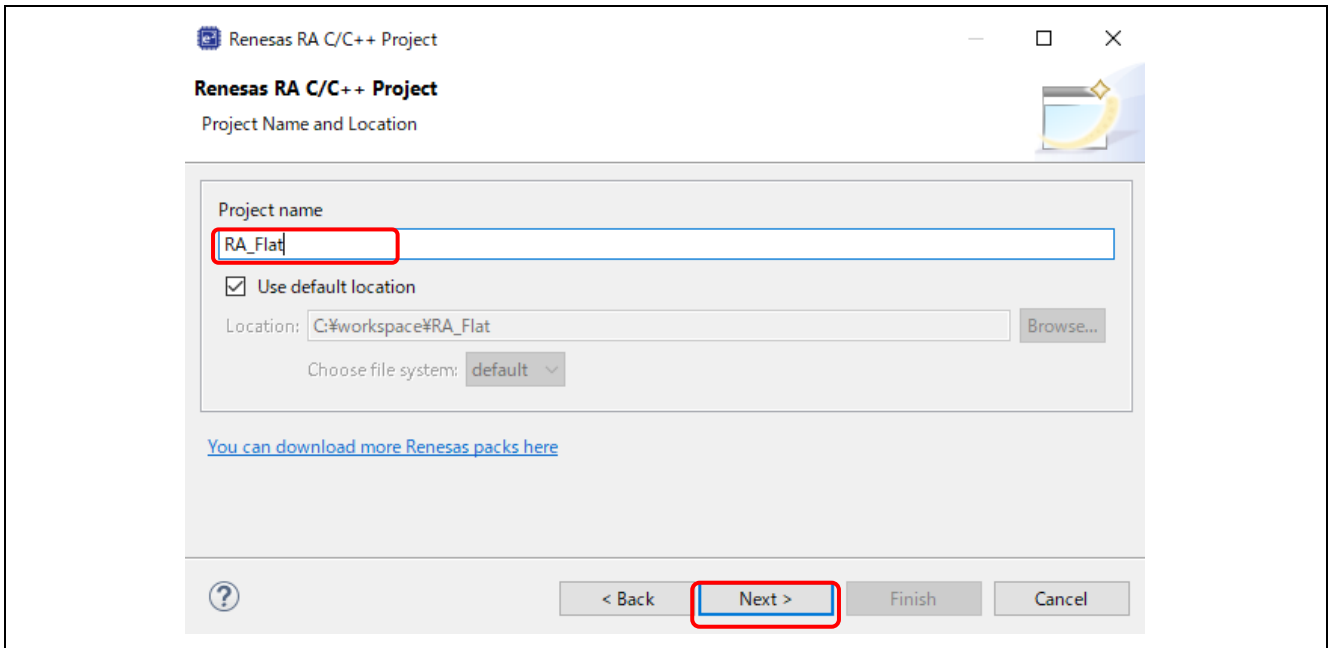 Renesas RA C/C++ Project
Renesas RA C/C++ Project
Project Name and Location
Project name
RA_Flat
Use default location
Location: C:¥workspace¥RA_Flat Browse...
Choose file system: default
You can download more Renesas packs here
? < Back Next > Finish Cancel